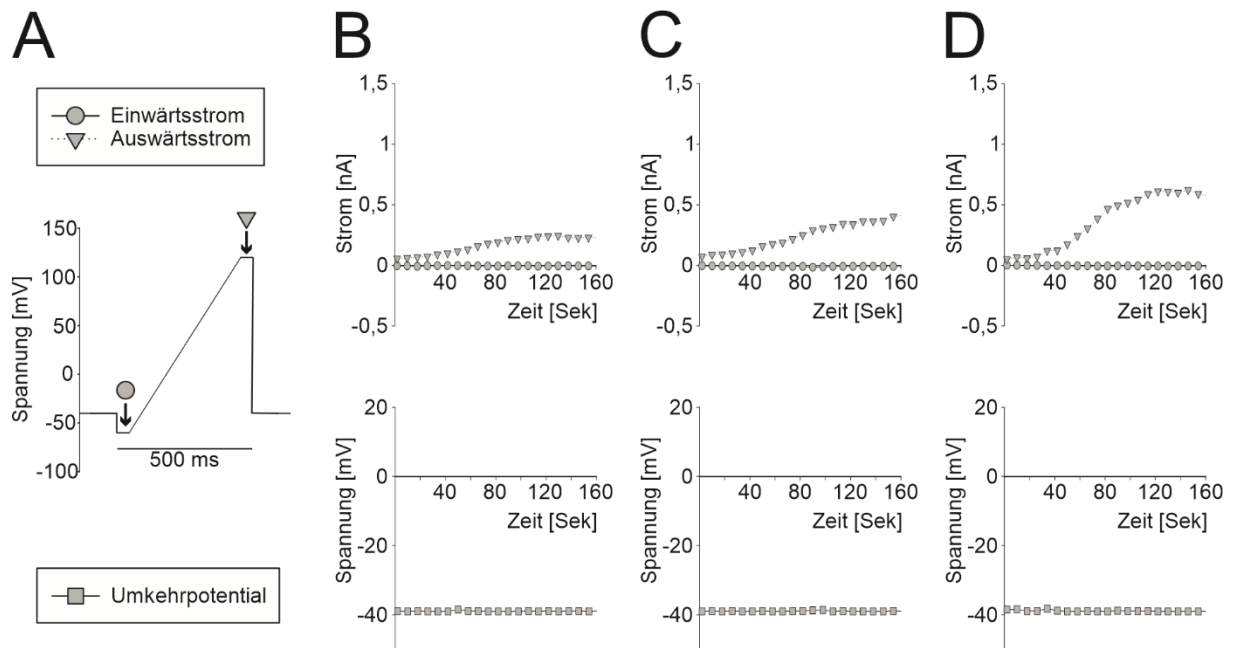 A
B
C
D
Einwärtsstrom
Auswärtsstrom
Spannung [mV]
150
100
50
0
-50
-100
500 ms
Umkehrpotential
Strom [nA]
1,5
1
0,5
0
-0,5
40
80
120
160
Zeit [Sek]
Strom [nA]
1,5
1
0,5
0
-0,5
40
80
120
160
Zeit [Sek]
Strom [nA]
1,5
1
0,5
0
-0,5
40
80
120
160
Zeit [Sek]
Spannung [mV]
20
0
-20
-40
40
80
120
160
Zeit [Sek]
Spannung [mV]
20
0
-20
-40
40
80
120
160
Zeit [Sek]
Spannung [mV]
20
0
-20
-40
40
80
120
160
Zeit [Sek]